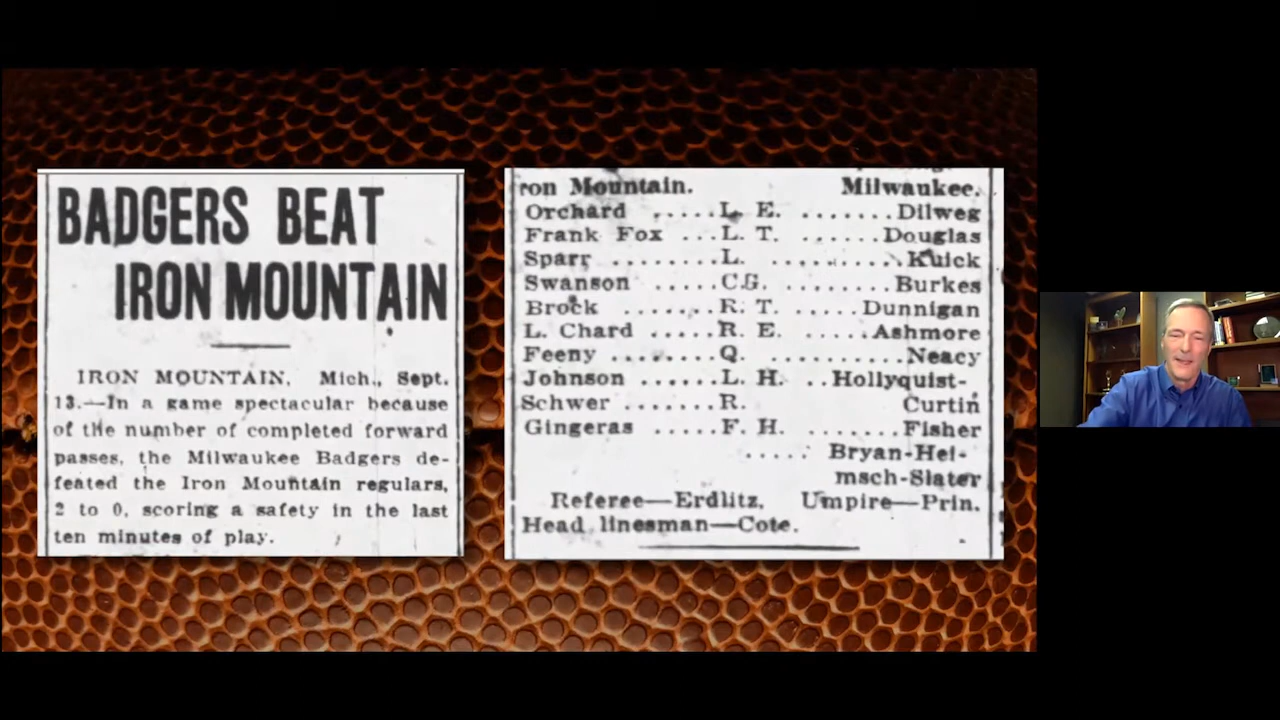 BADGERS BEAT
IRON MOUNTAIN
IRON MOUNTAIN, Mich., Sept.
13.—In a game spectacular because
of the number of completed forward
passes, the Milwaukee Badgers de-
feated the Iron Mountain regulars,
2 to 0, scoring a safety in the last
ten minutes of play.
ron Mountain. Milwaukee.
Orchard .....L. E. .......Dilweg
Frank Fox ...L. T. ......Douglas
Sparr ........L. ..........Kuick
Swanson .....C.G. ........Burkes
Brock .......R. T. .....Dunnigan
L. Chard .....R. E. .....Ashmore
Feeny ........Q. ..........Neacy
Johnson ......L. H. ..Hollyquist-
Schwer .......R. Curtin
Gingeras .....F. H. .......Fisher
..... Bryan-Hei-
msch-Slater
Referee—Erdlitz. Umpire—Prin.
Head linesman—Cote.